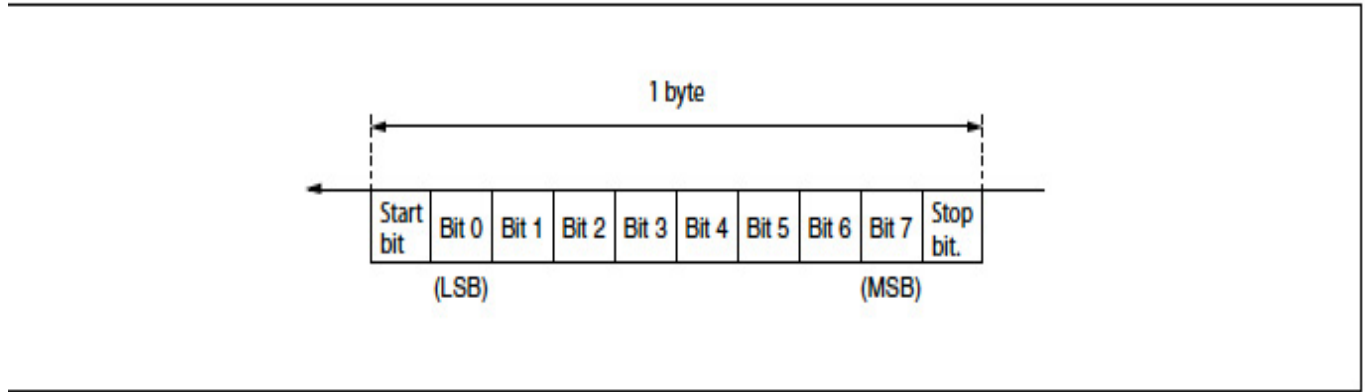 1 byte
Start bit Bit 0 Bit 1 Bit 2 Bit 3 Bit 4 Bit 5 Bit 6 Bit 7 Stop bit.
(LSB) (MSB)